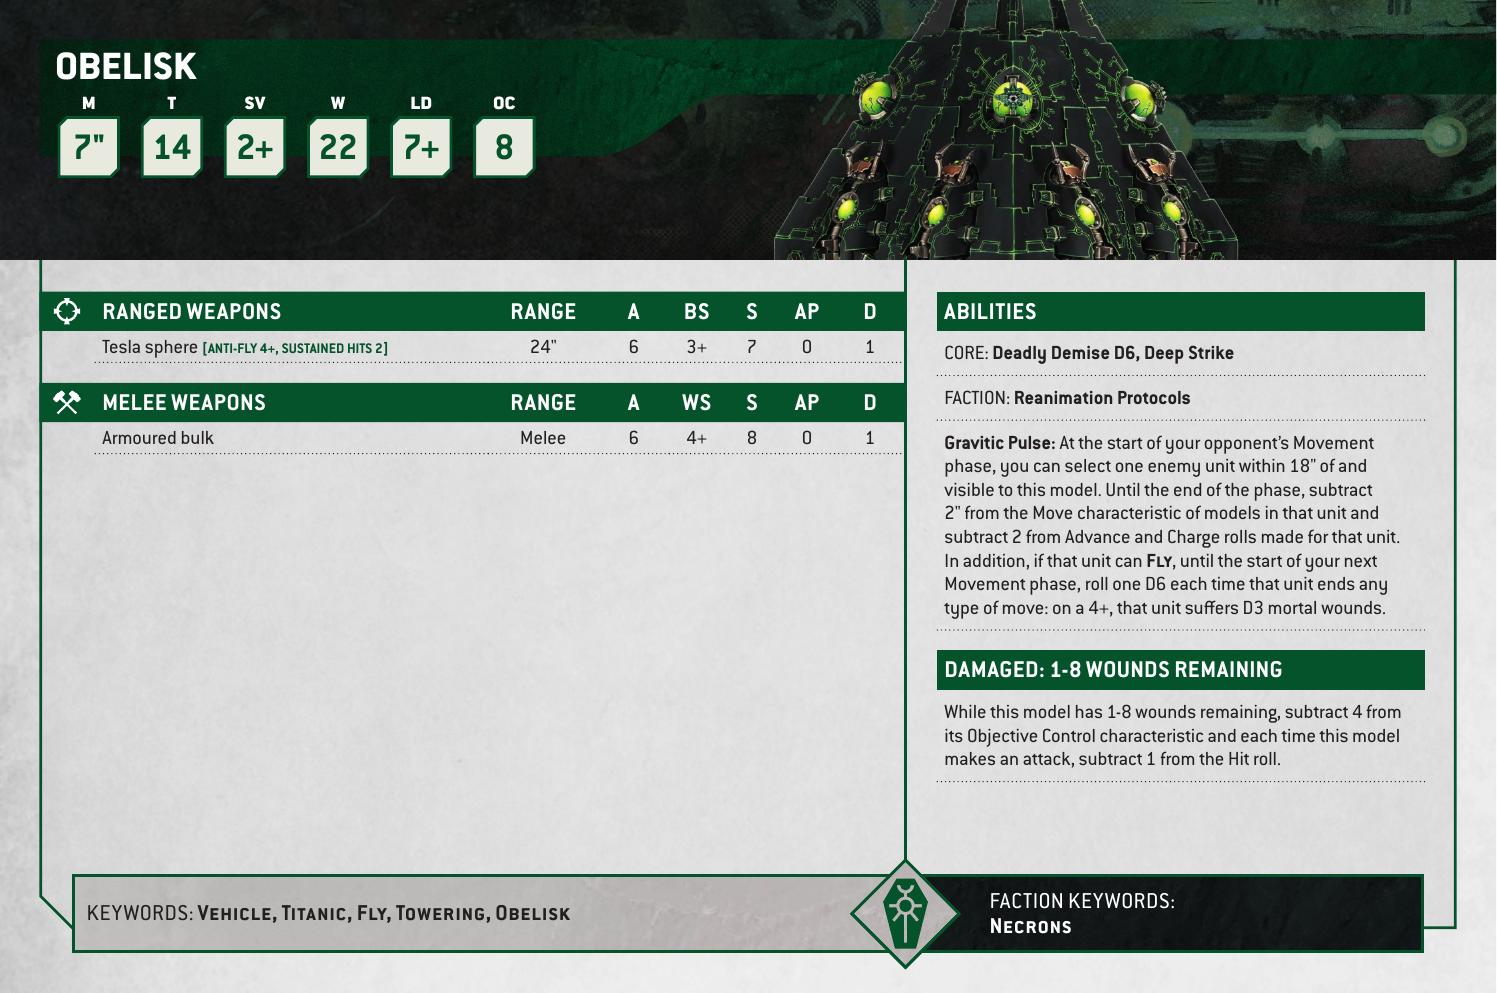 OBELISK
M T SV W LD OC
7" 14 2+ 22 7+ 8
RANGED WEAPONS RANGE A BS S AP D
Tesla sphere [ANTI-FLY 4+, SUSTAINED HITS 2] 24" 6 3+ 7 0 1
MELEE WEAPONS RANGE A WS S AP D
Armoured bulk Melee 6 4+ 8 0 1
ABILITIES
CORE: Deadly Demise D6, Deep Strike
FACTION: Reanimation Protocols
Gravitic Pulse: At the start of your opponent's Movement
phase, you can select one enemy unit within 18" of and
visible to this model. Until the end of the phase, subtract
2" from the Move characteristic of models in that unit and
subtract 2 from Advance and Charge rolls made for that unit.
In addition, if that unit can FLY, until the start of your next
Movement phase, roll one D6 each time that unit ends any
type of move: on a 4+, that unit suffers D3 mortal wounds.
DAMAGED: 1-8 WOUNDS REMAINING
While this model has 1-8 wounds remaining, subtract 4 from
its Objective Control characteristic and each time this model
makes an attack, subtract 1 from the Hit roll.
KEYWORDS: VEHICLE, TITANIC, FLY, TOWERING, OBELISK
FACTION KEYWORDS:
NECRONS